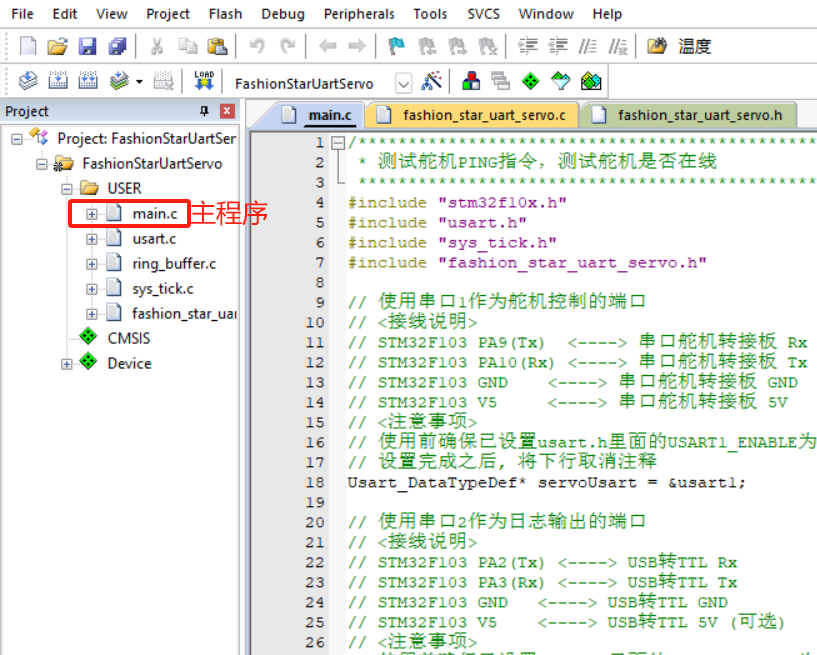 File Edit View Project Flash Debug Peripherals Tools SVCS Window Help
温度
LOAD FashionStarUartServo
Project
main.c fashion_star_uart_servo.c fashion_star_uart_servo.h
Project: FashionStarUartSer
FashionStarUartServo
USER
main.c 主程序
usart.c
ring_buffer.c
sys_tick.c
fashion_star_uar
CMSIS
Device
1 /************************************************
2 * 测试舵机PING指令，测试舵机是否在线
3 ************************************************
4 #include "stm32f10x.h"
5 #include "usart.h"
6 #include "sys_tick.h"
7 #include "fashion_star_uart_servo.h"
8
9 // 使用串口1作为舵机控制的端口
10 // <接线说明>
11 // STM32F103 PA9(Tx) <----> 串口舵机转接板 Rx
12 // STM32F103 PA10(Rx) <----> 串口舵机转接板 Tx
13 // STM32F103 GND <----> 串口舵机转接板 GND
14 // STM32F103 V5 <----> 串口舵机转接板 5V
15 // <注意事项>
16 // 使用前确保已设置usart.h里面的USART1_ENABLE为
17 // 设置完成之后, 将下行取消注释
18 Usart_DataTypeDef* servoUsart = &usart1;
19
20 // 使用串口2作为日志输出的端口
21 // <接线说明>
22 // STM32F103 PA2(Tx) <----> USB转TTL Rx
23 // STM32F103 PA3(Rx) <----> USB转TTL Tx
24 // STM32F103 GND <----> USB转TTL GND
25 // STM32F103 V5 <----> USB转TTL 5V (可选)
26 // <注意事项>